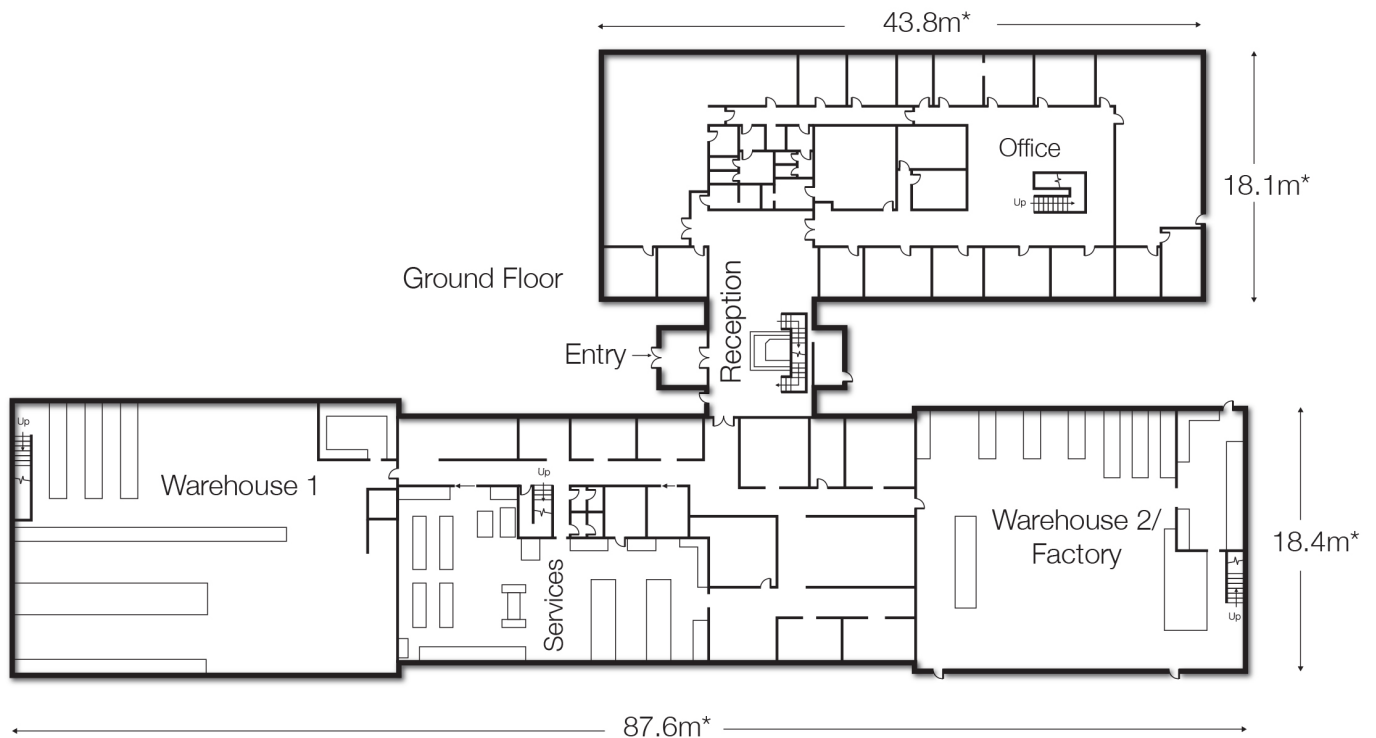 43.8m*
Office
18.1m*
Up
Ground Floor
Reception
Entry
Up
Warehouse 1
Up
Warehouse 2/
Factory
18.4m*
Services
Up
87.6m*